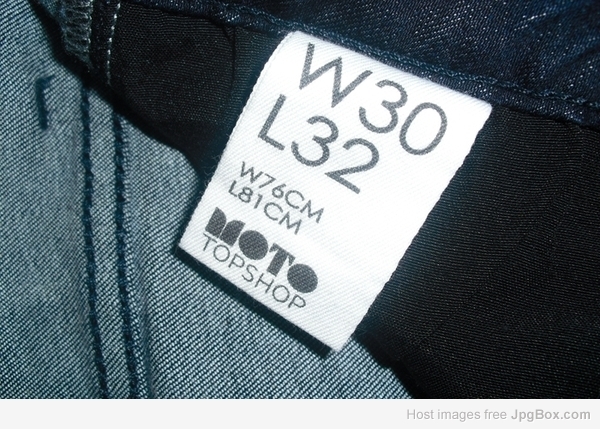 W30
L32
W76CM
L81CM
MOTO
TOPSHOP
Host images free JpgBox.com